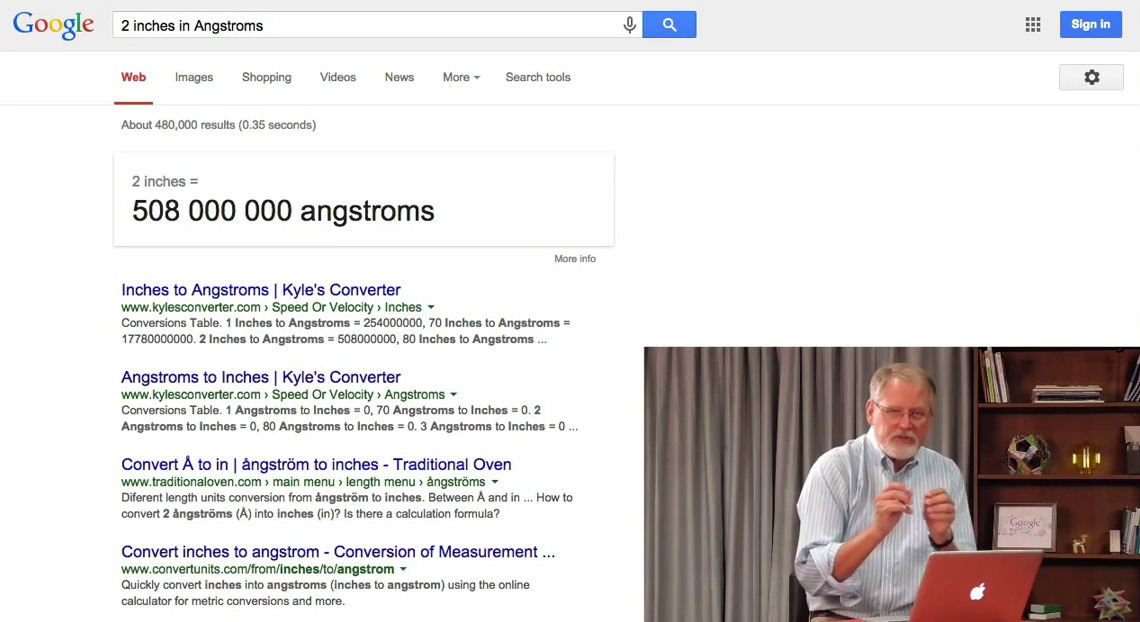 Google
2 inches in Angstroms
Sign in
Web Images Shopping Videos News More Search tools
About 480,000 results (0.35 seconds)
2 inches =
508 000 000 angstroms
More info
Inches to Angstroms | Kyle's Converter
www.kylesconverter.com › Speed Or Velocity › Inches
Conversions Table. 1 Inches to Angstroms = 254000000, 70 Inches to Angstroms =
17780000000. 2 Inches to Angstroms = 508000000, 80 Inches to Angstroms ...
Angstroms to Inches | Kyle's Converter
www.kylesconverter.com › Speed Or Velocity › Angstroms
Conversions Table. 1 Angstroms to Inches = 0, 70 Angstroms to Inches = 0. 2
Angstroms to Inches = 0, 80 Angstroms to Inches = 0. 3 Angstroms to Inches = 0 ...
Convert Å to in | ångström to inches - Traditional Oven
www.traditionaloven.com › main menu › length menu › ångströms
Diferent length units conversion from ångström to inches. Between Å and in ... How to
convert 2 ångströms (Å) into inches (in)? Is there a calculation formula?
Convert inches to angstrom - Conversion of Measurement ...
www.convertunits.com/from/inches/to/angstrom
Quickly convert inches into angstroms (inches to angstrom) using the online
calculator for metric conversions and more.
Google